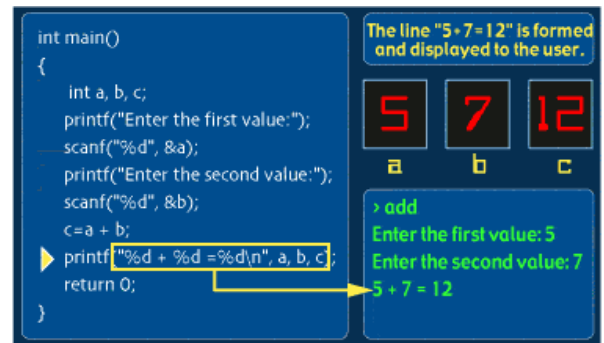 int main()
{
int a, b, c;
printf("Enter the first value:");
scanf("%d", &a);
printf("Enter the second value:");
scanf("%d", &b);
c=a + b;
printf("%d + %d =%d\n", a, b, c);
return 0;
}
The line "5+7=12" is formed
and displayed to the user.
5 7 12
a b c
> add
Enter the first value: 5
Enter the second value: 7
5 + 7 = 12